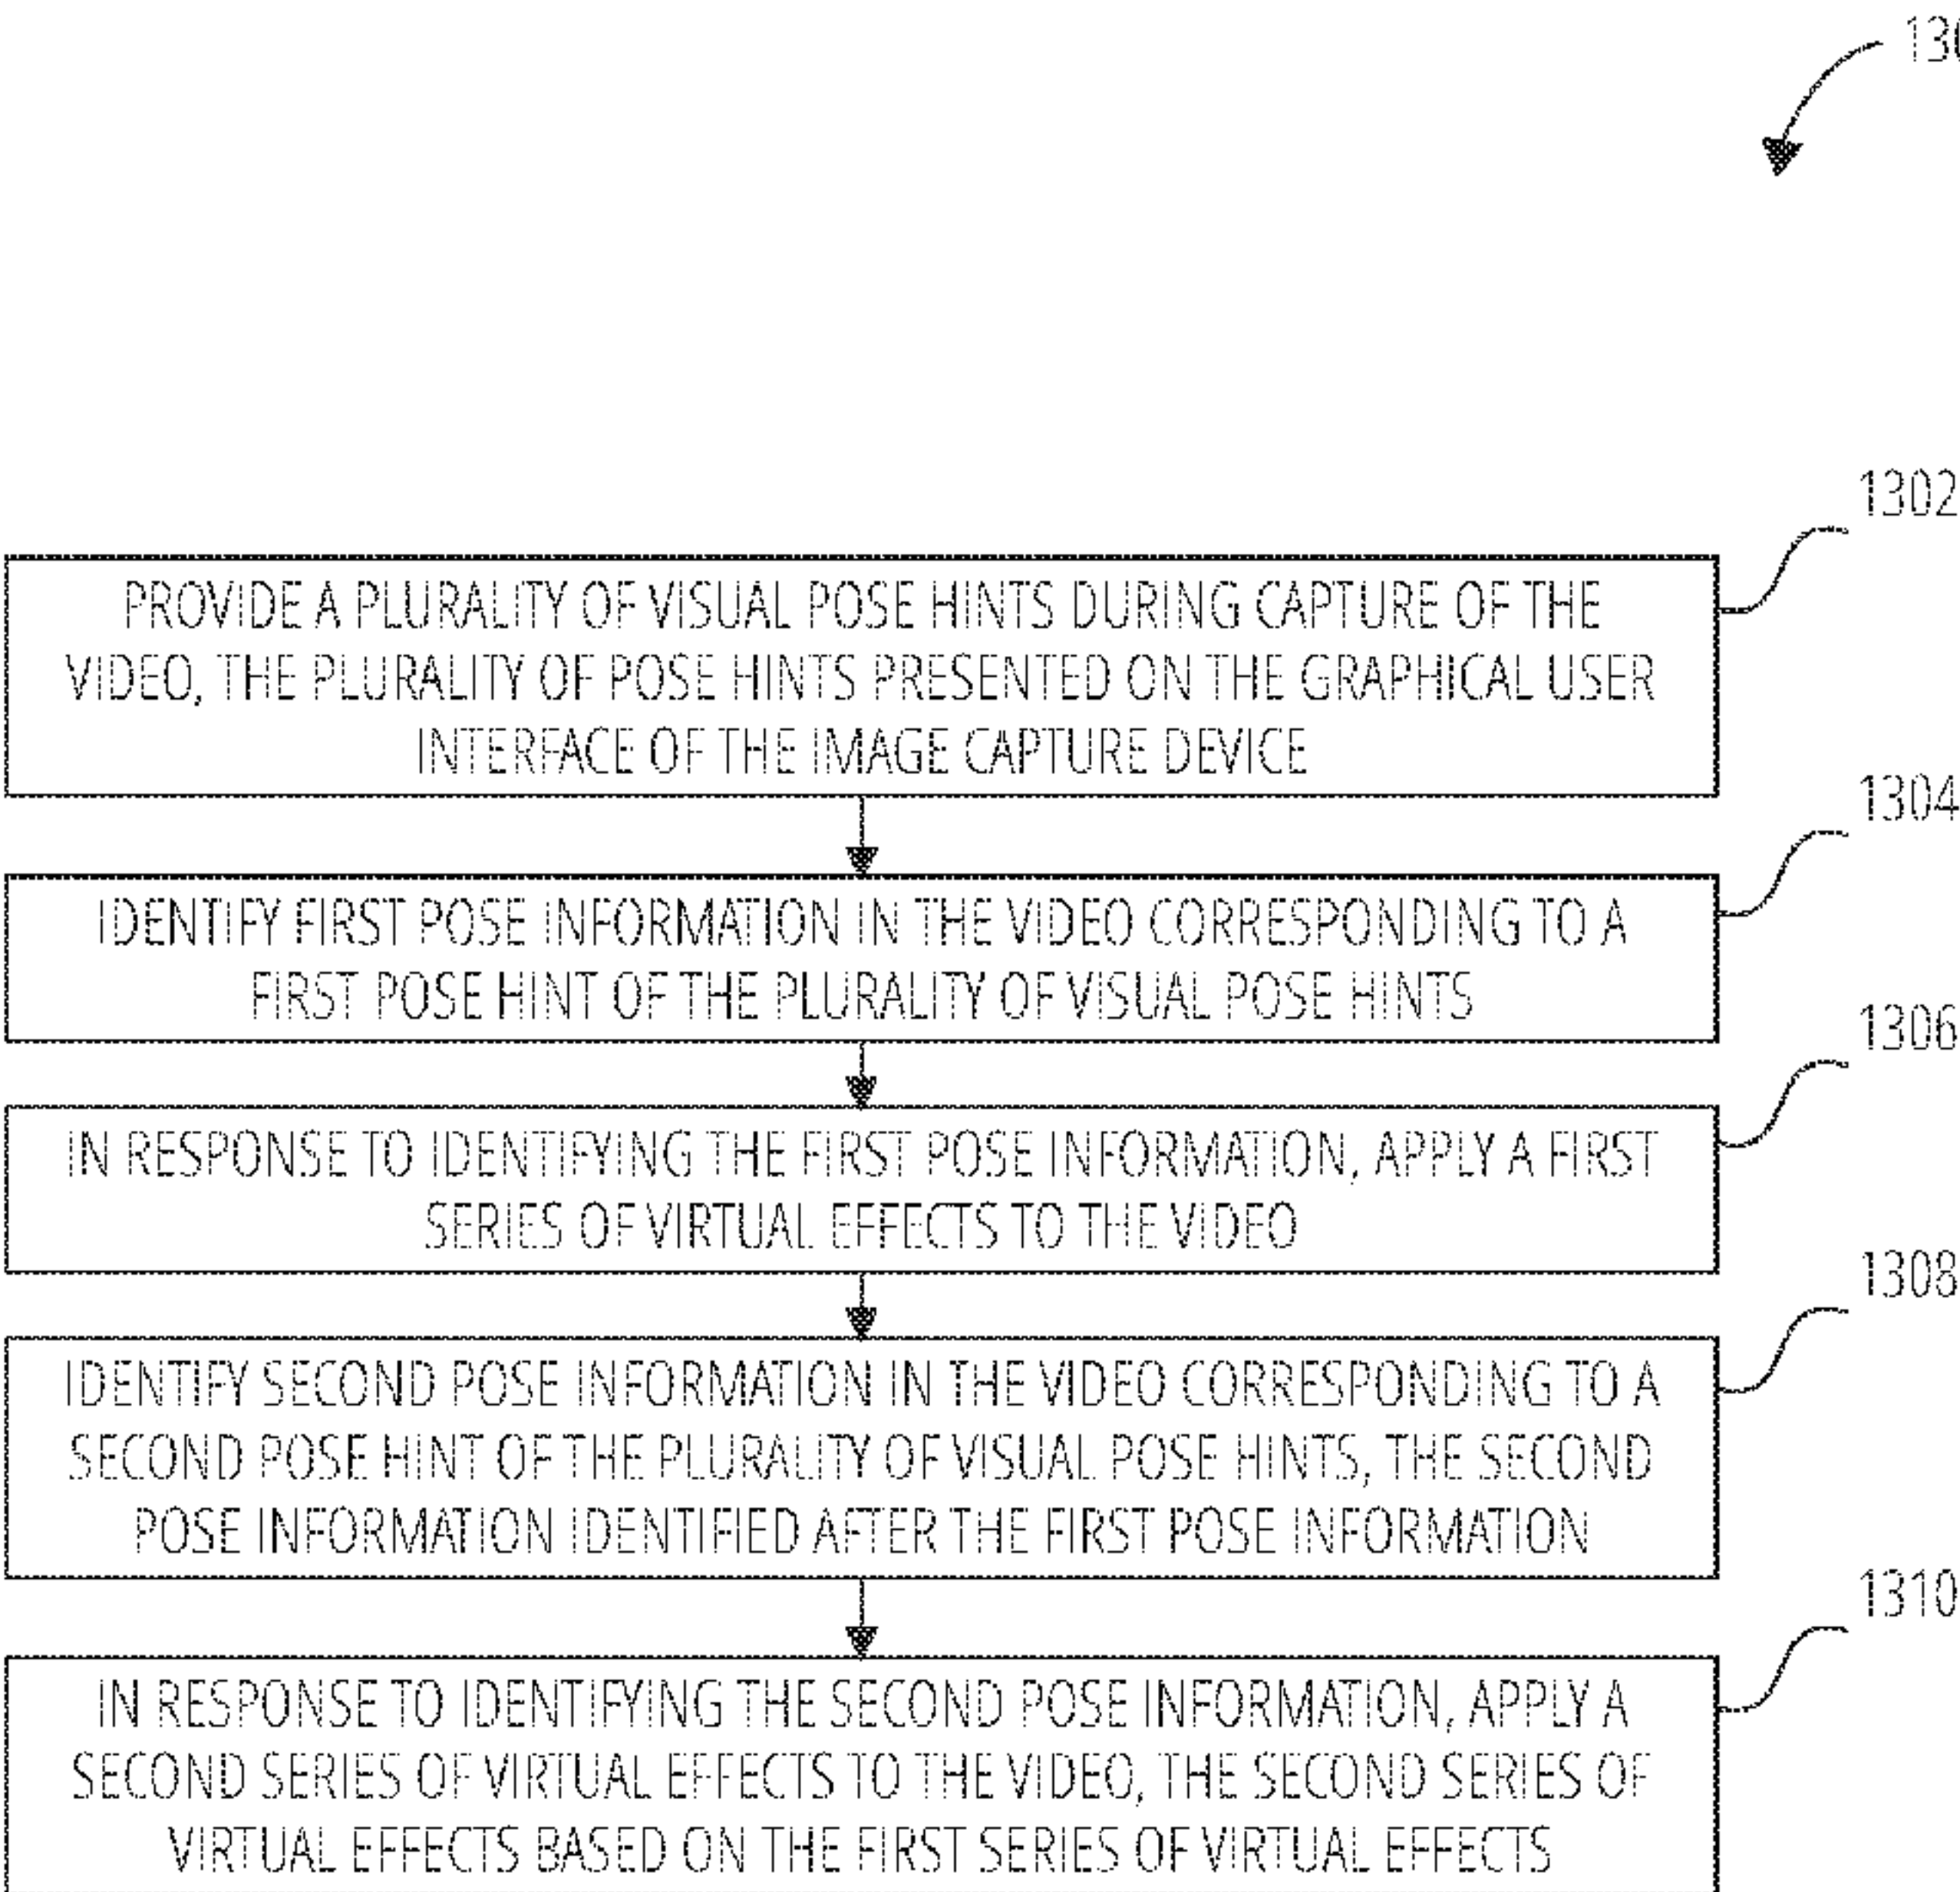 1302
PROVIDE A PLURALITY OF VISUAL POSE HINTS DURING CAPTURE OF THE
VIDEO, THE PLURALITY OF POSE HINTS PRESENTED ON THE GRAPHICAL USER
INTERFACE OF THE IMAGE CAPTURE DEVICE
1304
IDENTIFY FIRST POSE INFORMATION IN THE VIDEO CORRESPONDING TO A
FIRST POSE HINT OF THE PLURALITY OF VISUAL POSE HINTS
1306
IN RESPONSE TO IDENTIFYING THE FIRST POSE INFORMATION, APPLY A FIRST
SERIES OF VIRTUAL EFFECTS TO THE VIDEO
1308
IDENTIFY SECOND POSE INFORMATION IN THE VIDEO CORRESPONDING TO A
SECOND POSE HINT OF THE PLURALITY OF VISUAL POSE HINTS, THE SECOND
POSE INFORMATION IDENTIFIED AFTER THE FIRST POSE INFORMATION
1310
IN RESPONSE TO IDENTIFYING THE SECOND POSE INFORMATION, APPLY A
SECOND SERIES OF VIRTUAL EFFECTS TO THE VIDEO, THE SECOND SERIES OF
VIRTUAL EFFECTS BASED ON THE FIRST SERIES OF VIRTUAL EFFECTS